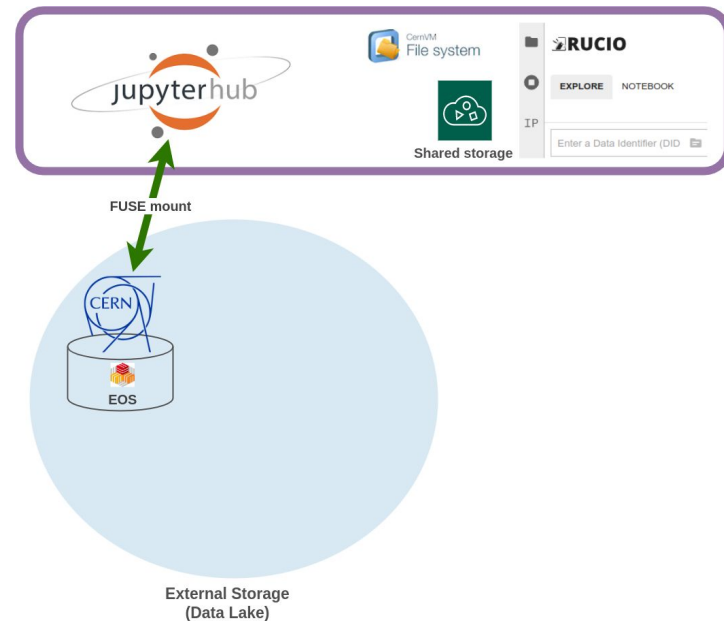 jupyterhub
CernVM
File system
Shared storage
RUCIO
EXPLORE NOTEBOOK
IP
Enter a Data Identifier (DID
FUSE mount
CERN
EOS
External Storage
(Data Lake)